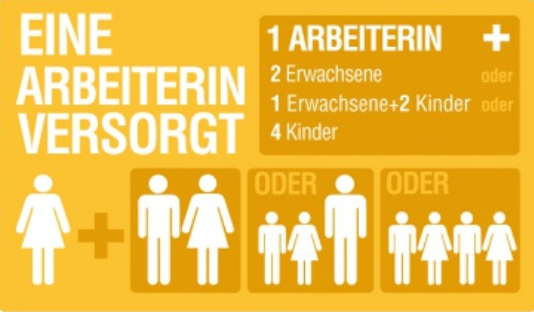 EINE
ARBEITERIN
VERSORGT
1 ARBEITERIN +
2 Erwachsene oder
1 Erwachsene+2 Kinder oder
4 Kinder
+
ODER
ODER